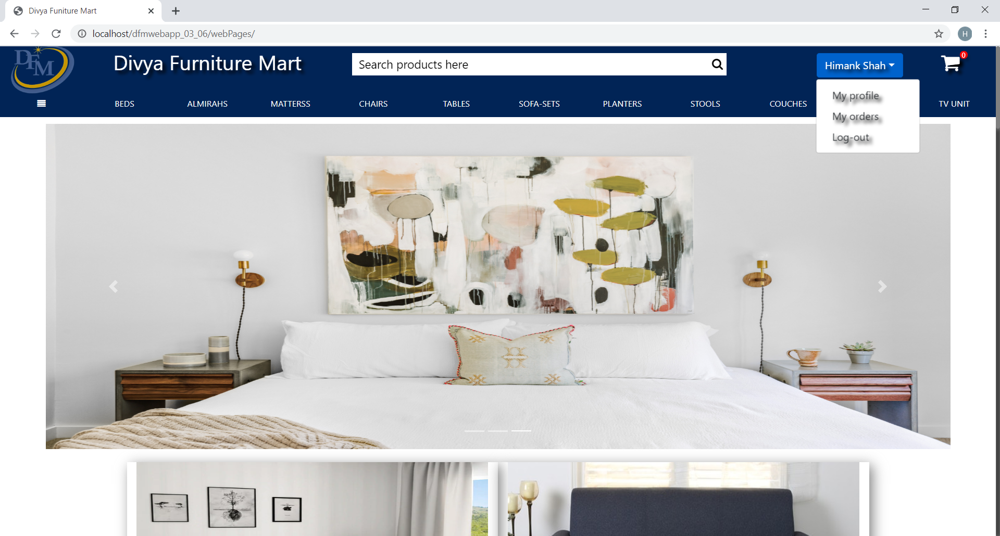 Divya Funiture Mart
localhost/dfmwebapp_03_06/webPages/
H
DFM
Divya Furniture Mart
Search products here
Himank Shah
0
My profile
My orders
Log-out
BEDS
ALMIRAHS
MATTERSS
CHAIRS
TABLES
SOFA-SETS
PLANTERS
STOOLS
COUCHES
TV UNIT